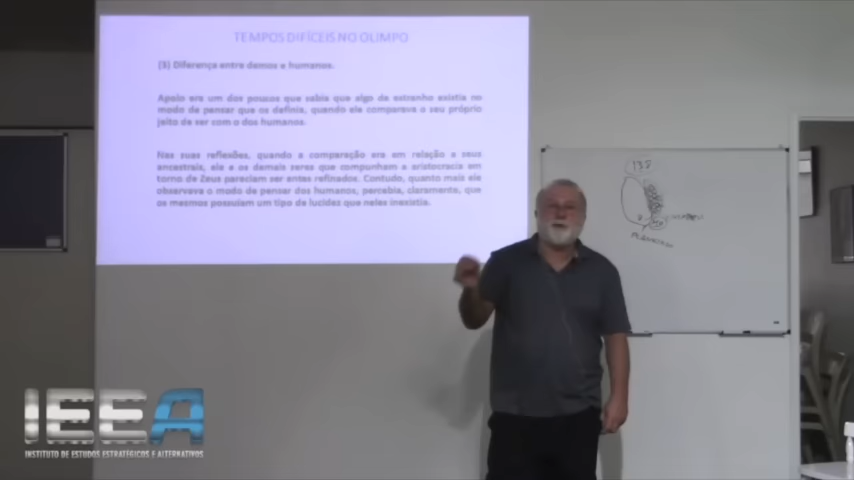 TEMPOS DIFÍCEIS NO OLIMPO
(3) Diferença entre demos e humanos.
Apolo era um dos poucos que sabia que algo de estranho existia no
modo de pensar que os definia, quando ele comparava o seu próprio
jeito de ser com o dos humanos.
Nas suas reflexões, quando a comparação era em relação a seus
ancestrais, ele e os demais seres que compunham a aristocracia em
torno de Zeus pareciam ser antes refinados. Contudo, quanto mais ele
observava o modo de pensar dos humanos, percebia, claramente, que
os mesmos possuíam um tipo de lucidez que neles inexistia.
IEEA
INSTITUTO DE ESTUDOS ESTRATÉGICOS E ALTERNATIVOS